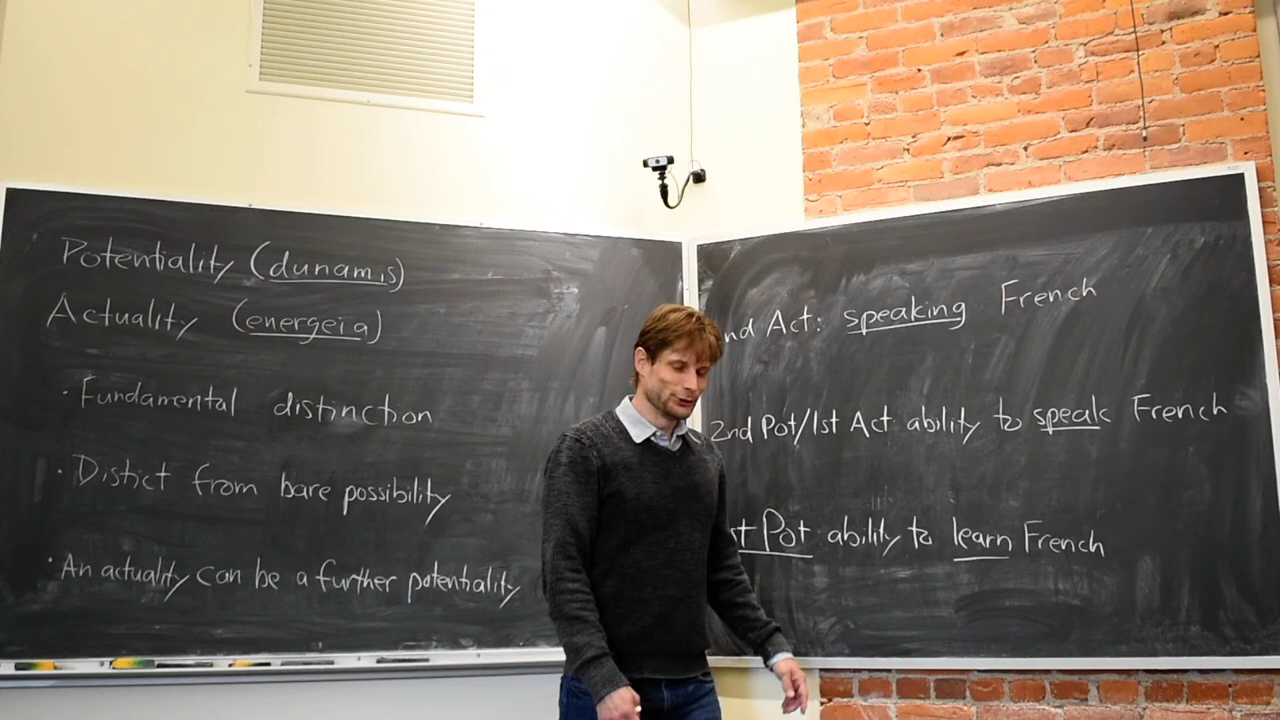 Potentiality (dunamis)
Actuality (energeia)
· Fundamental distinction
· Distict from bare possibility
· An actuality can be a further potentiality
nd Act: speaking French
2nd Pot/1st Act ability to speak French
st Pot: ability to learn French